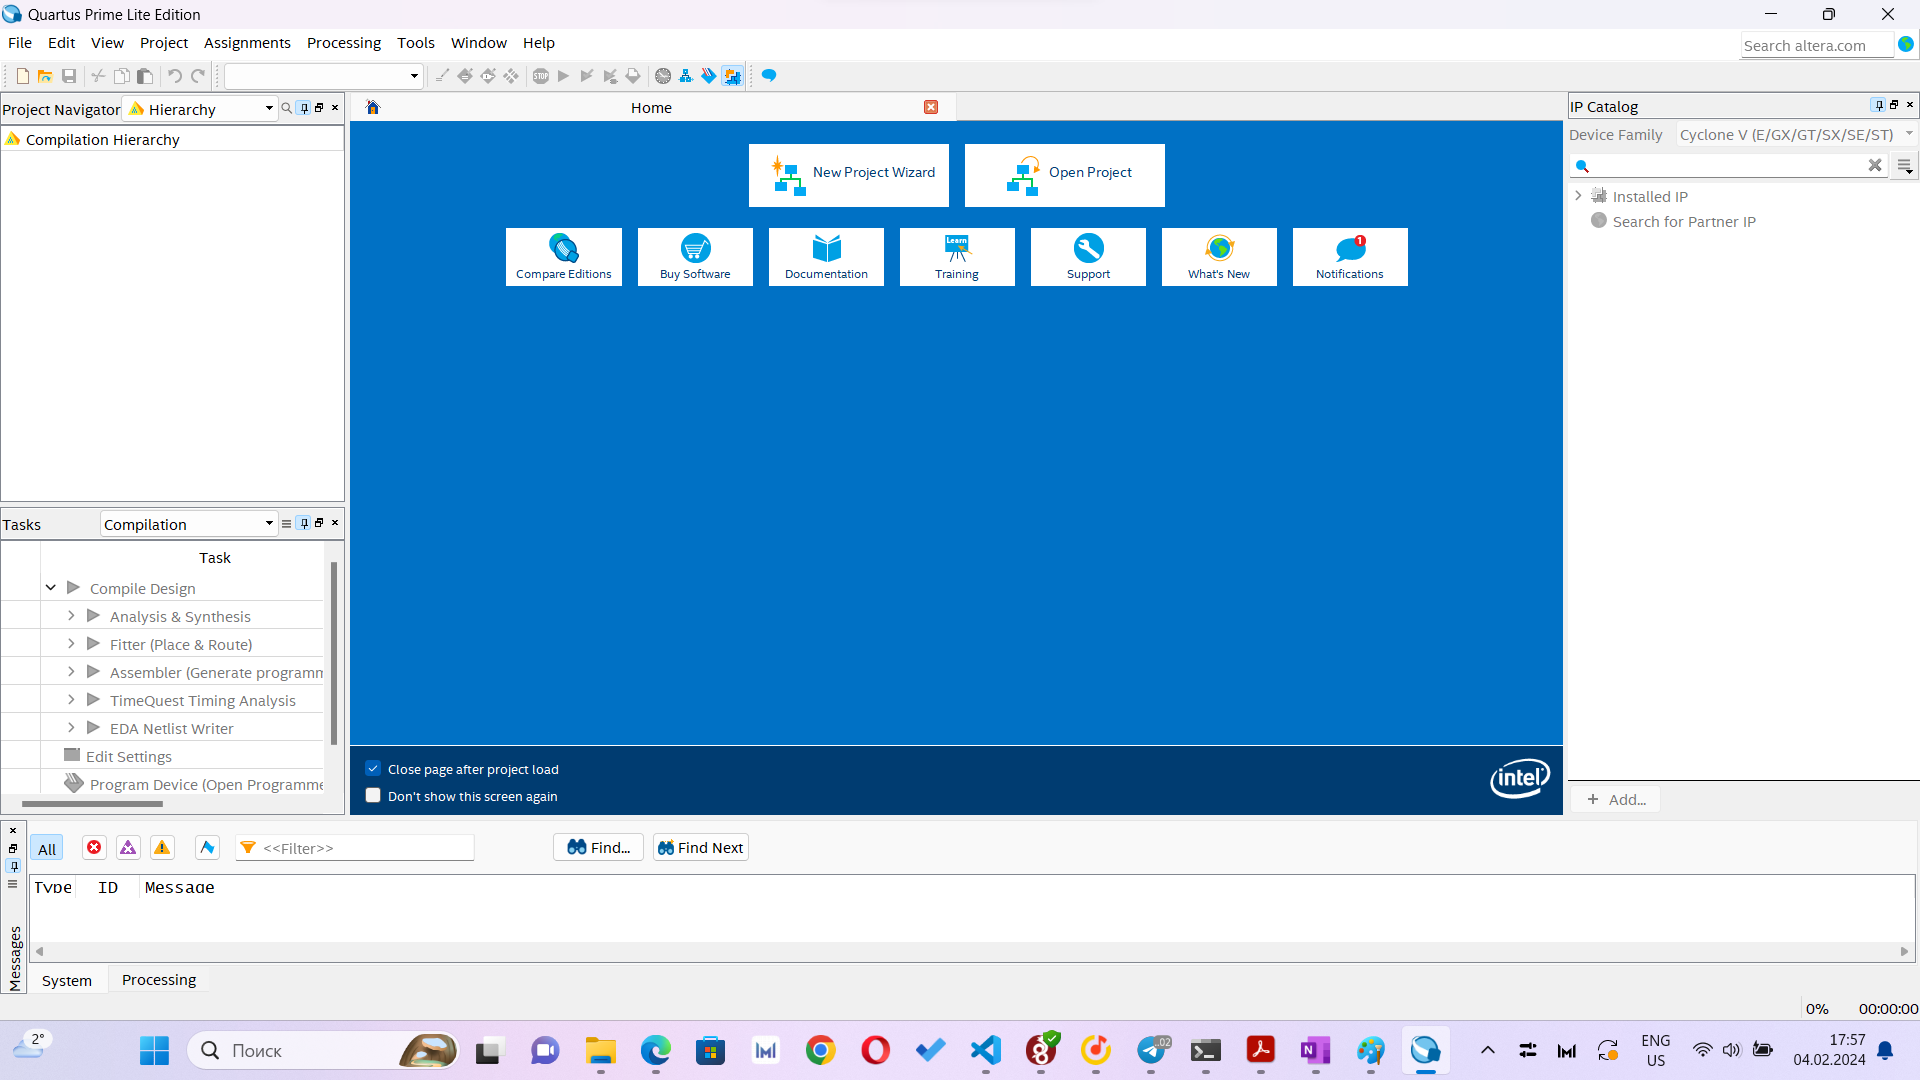 Quartus Prime Lite Edition
File Edit View Project Assignments Processing Tools Window Help
Search altera.com
Project Navigator Hierarchy
Home
IP Catalog
Compilation Hierarchy
Device Family Cyclone V (E/GX/GT/SX/SE/ST)
New Project Wizard
Open Project
Installed IP
Search for Partner IP
Learn
1
Compare Editions
Buy Software
Documentation
Training
Support
What's New
Notifications
Tasks Compilation
Task
Compile Design
Analysis & Synthesis
Fitter (Place & Route)
Assembler (Generate programm
TimeQuest Timing Analysis
EDA Netlist Writer
Edit Settings
Program Device (Open Programme
Close page after project load
Don't show this screen again
intel
Add...
All
<<Filter>>
Find...
Find Next
Type ID Message
Messages
System Processing
0% 00:00:00
2°
Поиск
..02
ENG
US
17:57
04.02.2024